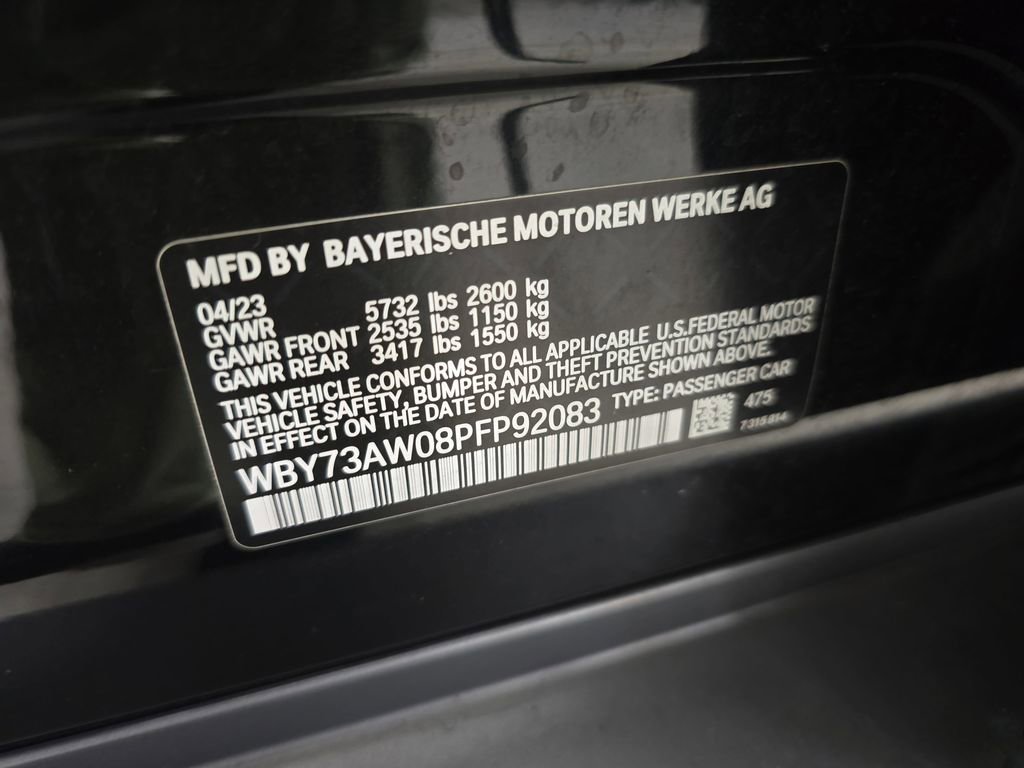 MFD BY BAYERISCHE MOTOREN WERKE AG
04/23
GVWR 5732 lbs 2600 kg
GAWR FRONT 2535 lbs 1150 kg
GAWR REAR 3417 lbs 1550 kg
THIS VEHICLE CONFORMS TO ALL APPLICABLE U.S.FEDERAL MOTOR
VEHICLE SAFETY, BUMPER AND THEFT PREVENTION STANDARDS
IN EFFECT ON THE DATE OF MANUFACTURE SHOWN ABOVE.
WBY73AW08PFP92083 TYPE: PASSENGER CAR
475
7315814